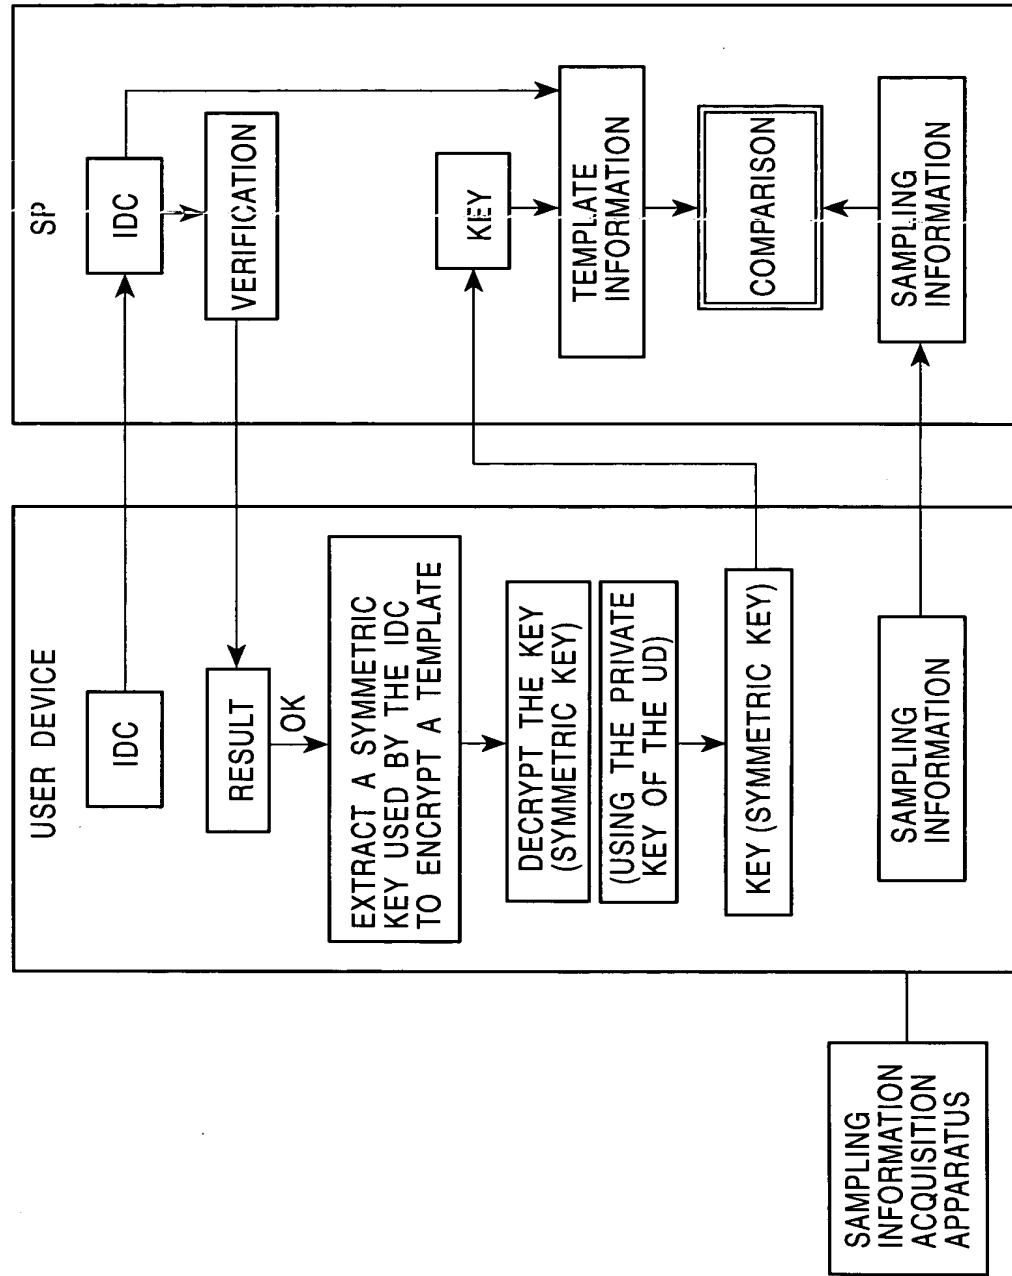 USER DEVICE
SP
IDC
IDC
RESULT
VERIFICATION
OK
EXTRACT A SYMMETRIC
KEY USED BY THE IDC
TO ENCRYPT A TEMPLATE
KEY
DECRYPT THE KEY
(SYMMETRIC KEY)
(USING THE PRIVATE
KEY OF THE UD)
TEMPLATE
INFORMATION
KEY (SYMMETRIC KEY)
COMPARISON
SAMPLING
INFORMATION
ACQUISITION
APPARATUS
SAMPLING
INFORMATION
SAMPLING
INFORMATION